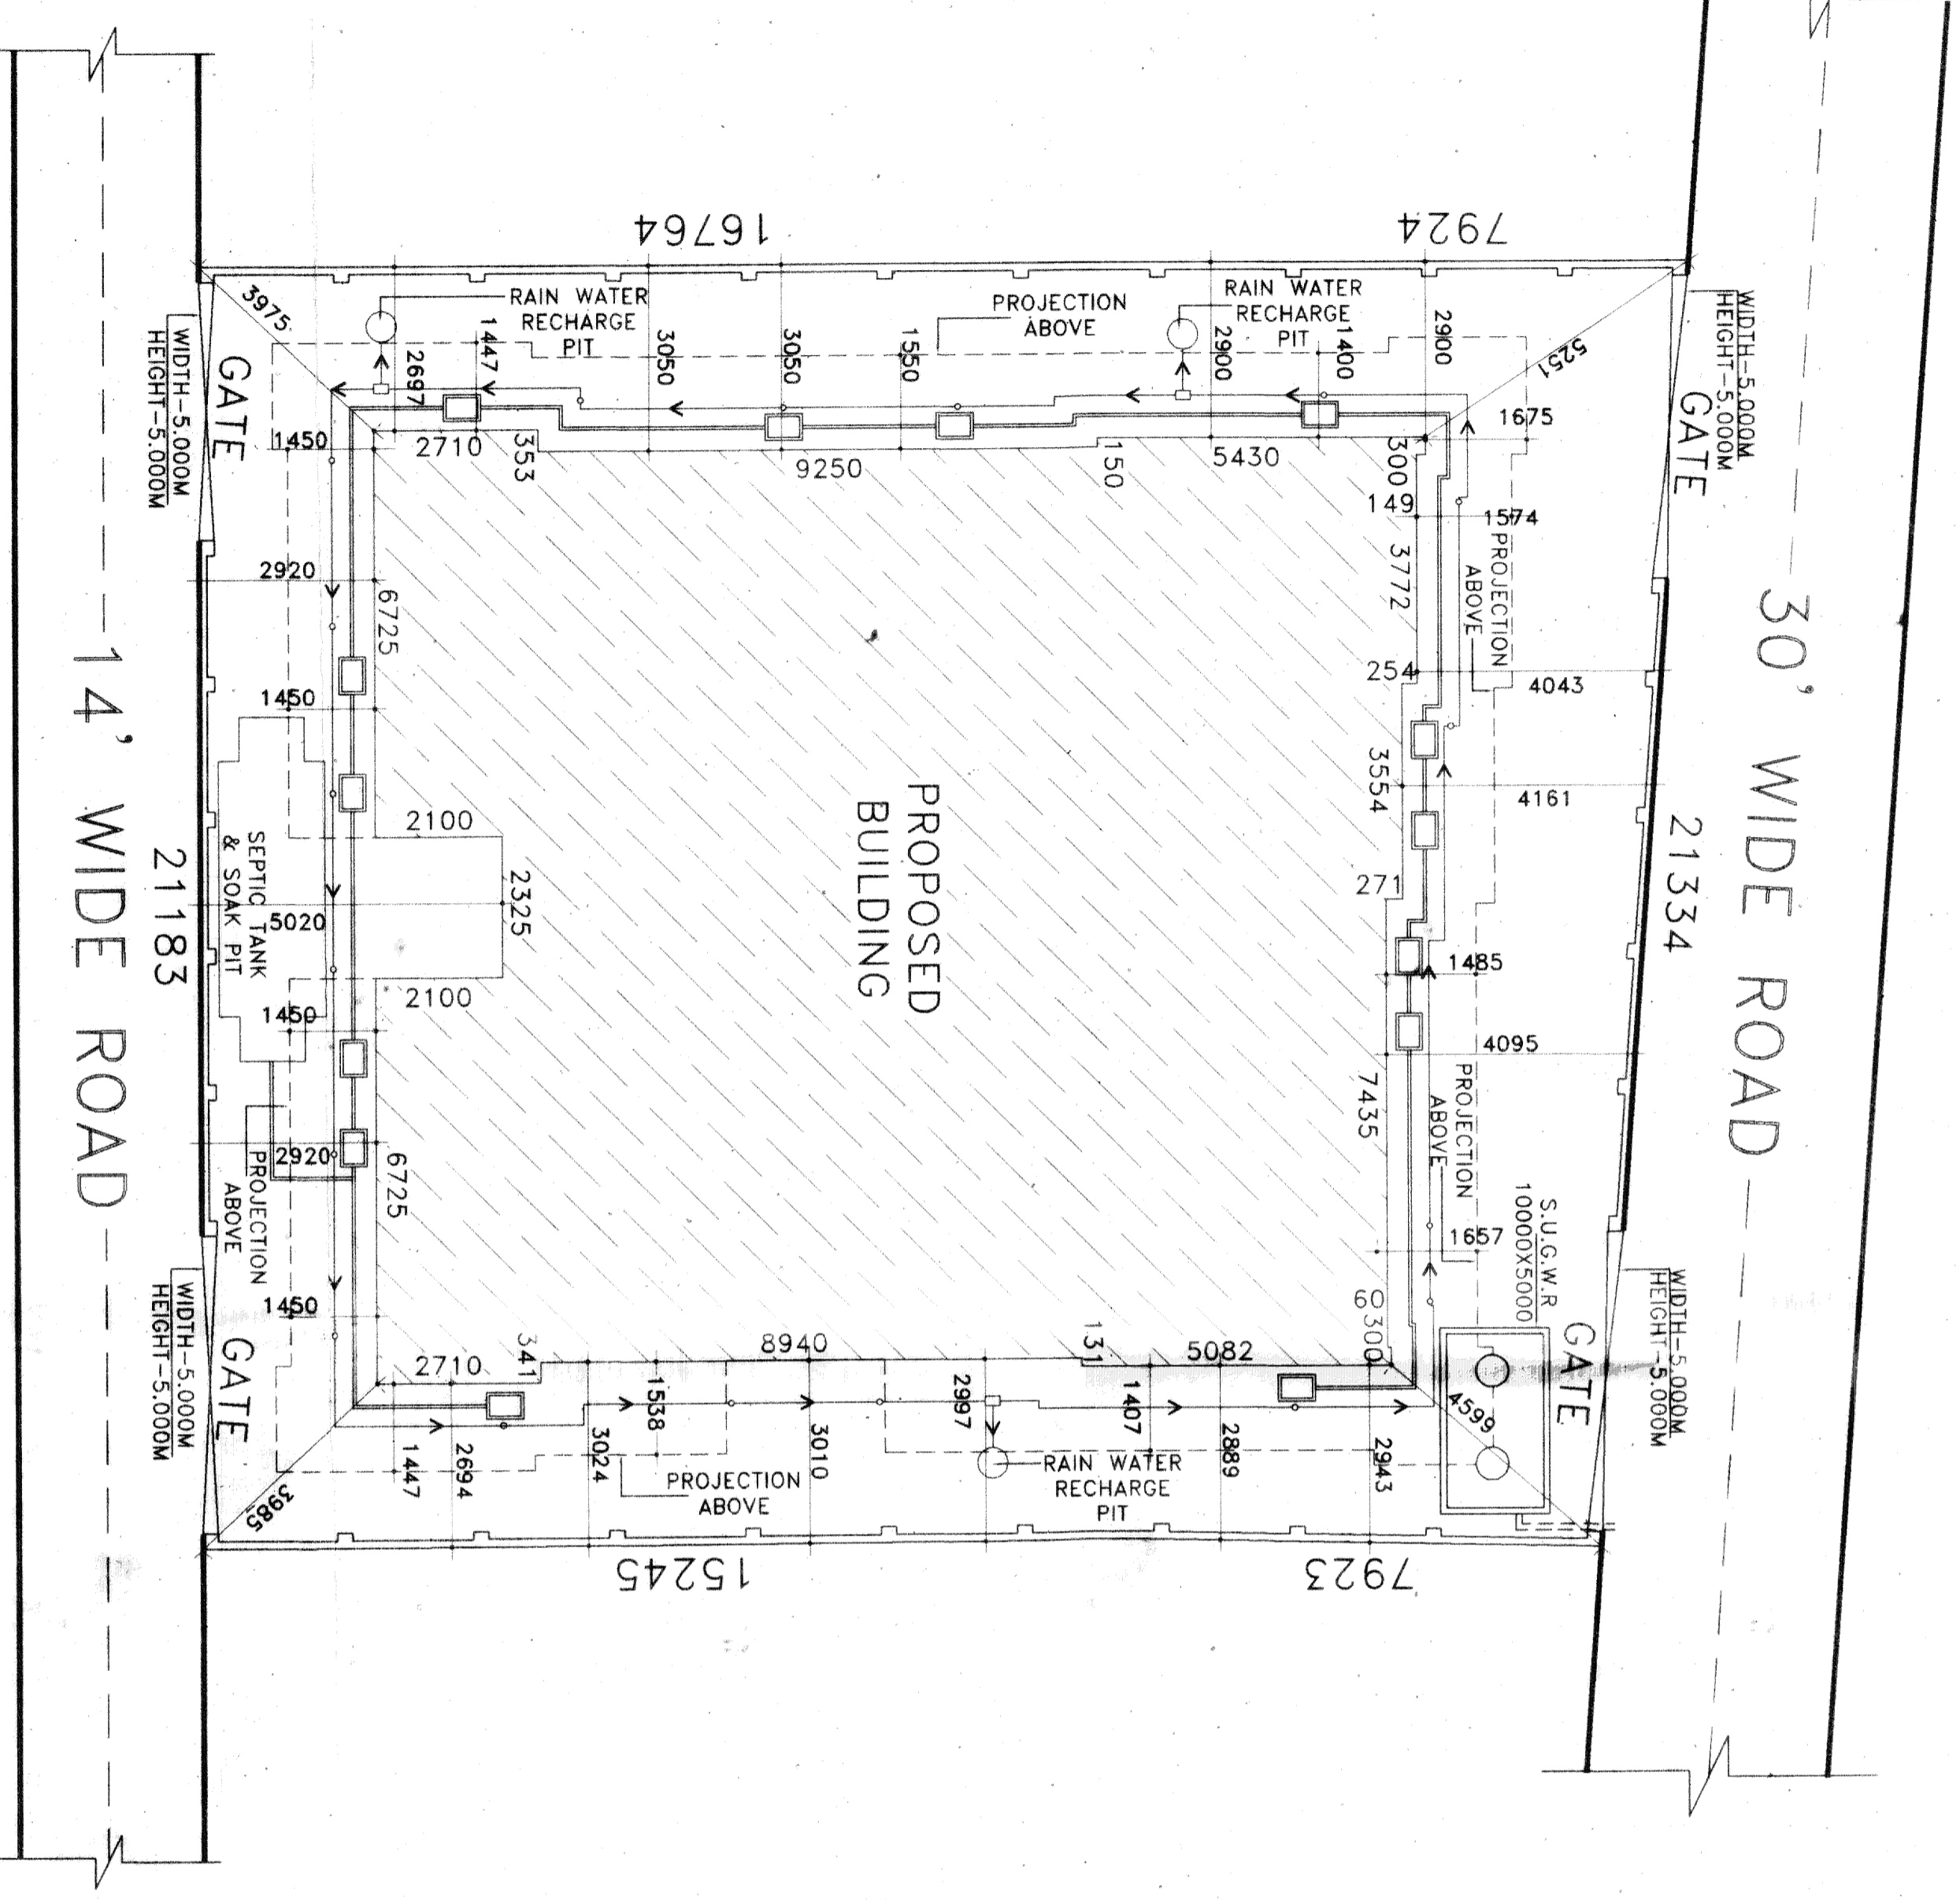 16764
7924
3975
RAIN WATER
RECHARGE
PIT
PROJECTION
ABOVE
RAIN WATER
RECHARGE
PIT
1447
2697
3050
3050
1550
2900
1400
2900
5251
WIDTH-5.000M
HEIGHT-5.000M
GATE
WIDTH-5.000M
HEIGHT-5.000M
GATE
1450
2710
353
9250
150
5430
300
1675
149
1574
PROJECTION
ABOVE
3772
2920
6725
254
4043
1450
3554
4161
2100
271
2325
5020
SEPTIC TANK
& SOAK PIT
2100
1450
PROPOSED
BUILDING
1485
4095
7435
PROJECTION
ABOVE
1657
14' WIDE ROAD
21183
21334
30' WIDE ROAD
2920
6725
PROJECTION
ABOVE
1450
S.U.G.W.R
10000X5000
WIDTH-5.000M
HEIGHT-5.000M
GATE
60
300
GATE
WIDTH-5.000M
HEIGHT-5.000M
2710
341
8940
131
5082
4599
1447
2694
3024
1538
3010
2997
1407
2889
2943
PROJECTION
ABOVE
RAIN WATER
RECHARGE
PIT
3985
15245
7923